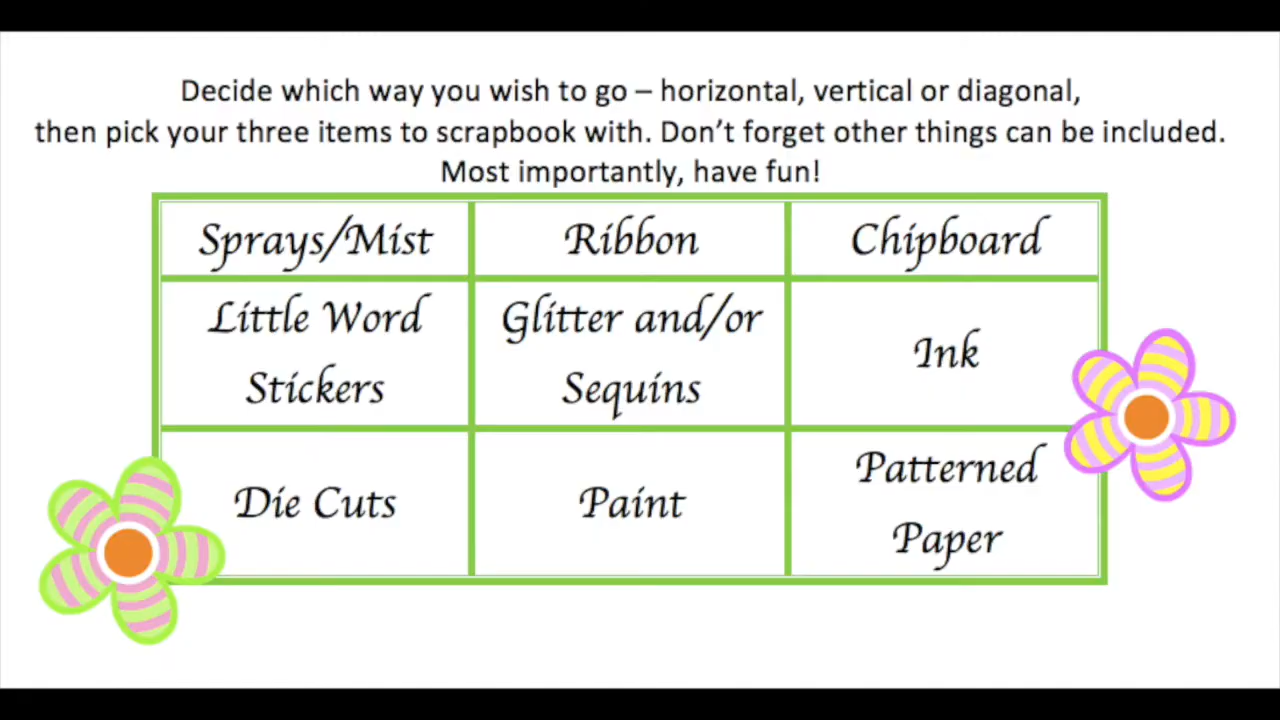 Decide which way you wish to go – horizontal, vertical or diagonal,
then pick your three items to scrapbook with. Don’t forget other things can be included.
Most importantly, have fun!
Sprays/Mist
Ribbon
Chipboard
Little Word
Stickers
Glitter and/or
Sequins
Ink
Die Cuts
Paint
Patterned
Paper